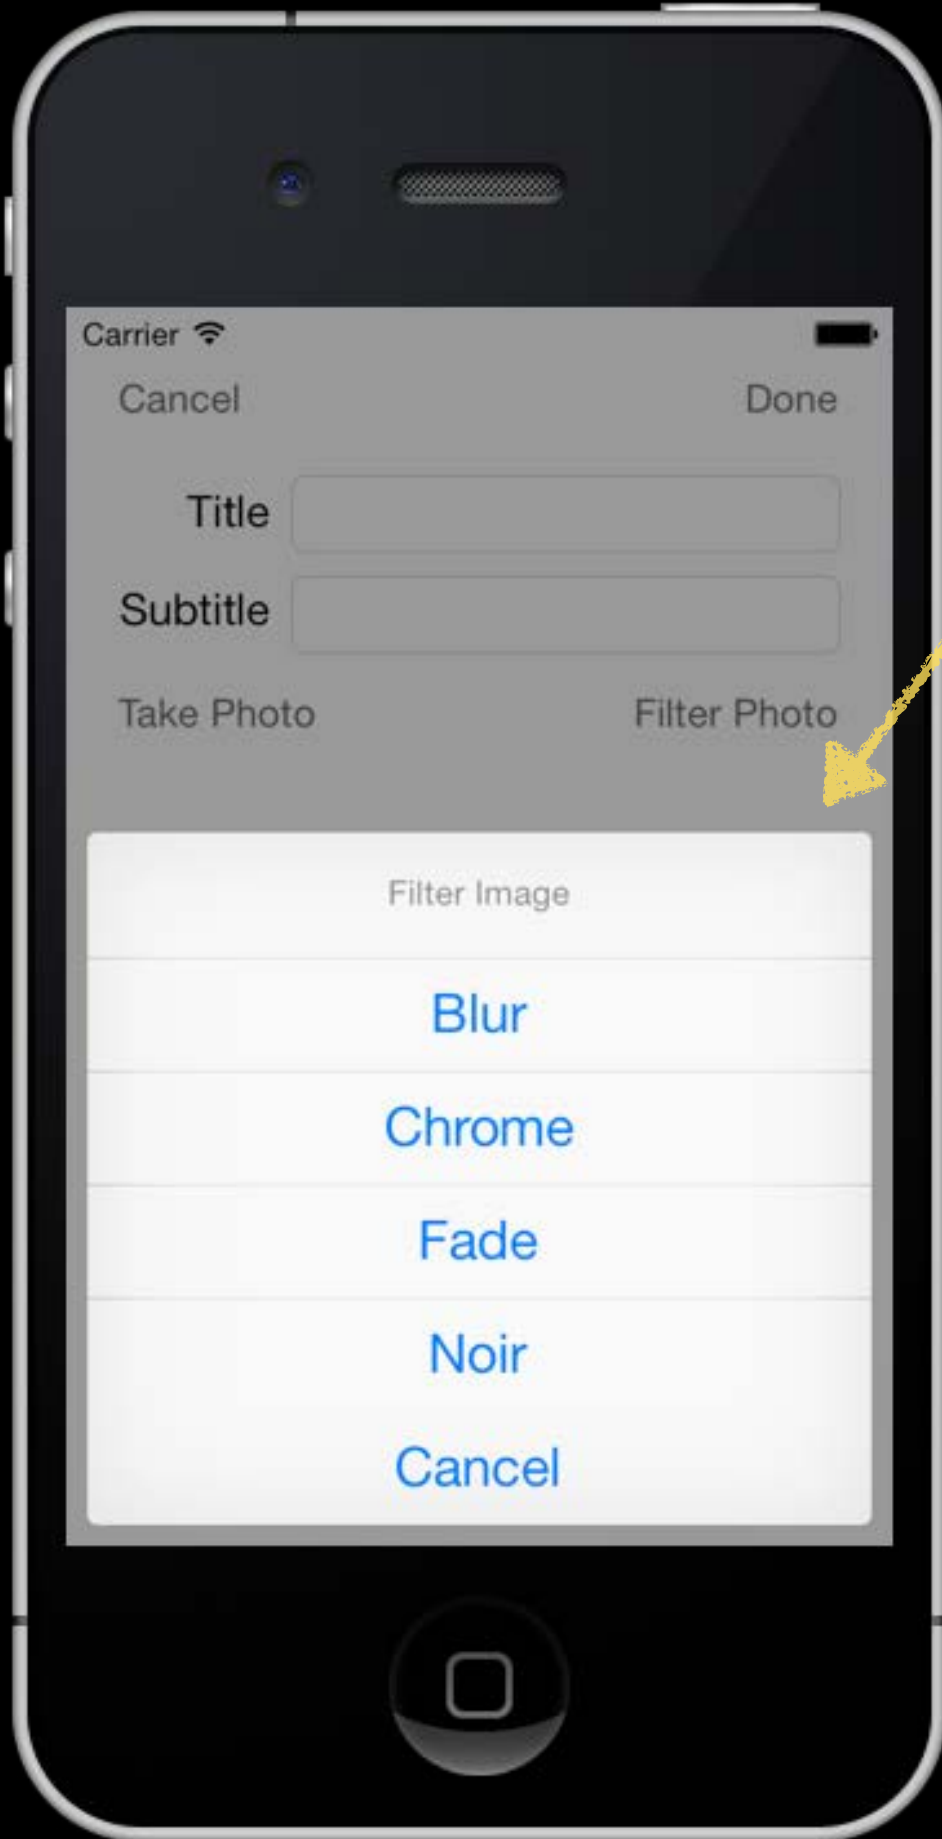 Carrier
Cancel Done
Title
Subtitle
Take Photo Filter Photo
Filter Image
Blur
Chrome
Fade
Noir
Cancel